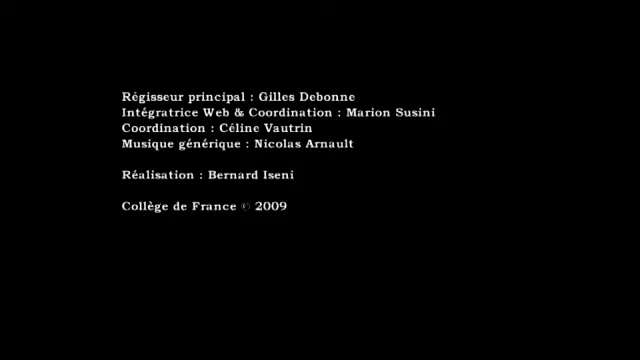 Régisseur principal : Gilles Debonne
Intégratrice Web & Coordination : Marion Susini
Coordination : Céline Vautrin
Musique générique : Nicolas Arnault
Réalisation : Bernard Iseni
Collège de France © 2009